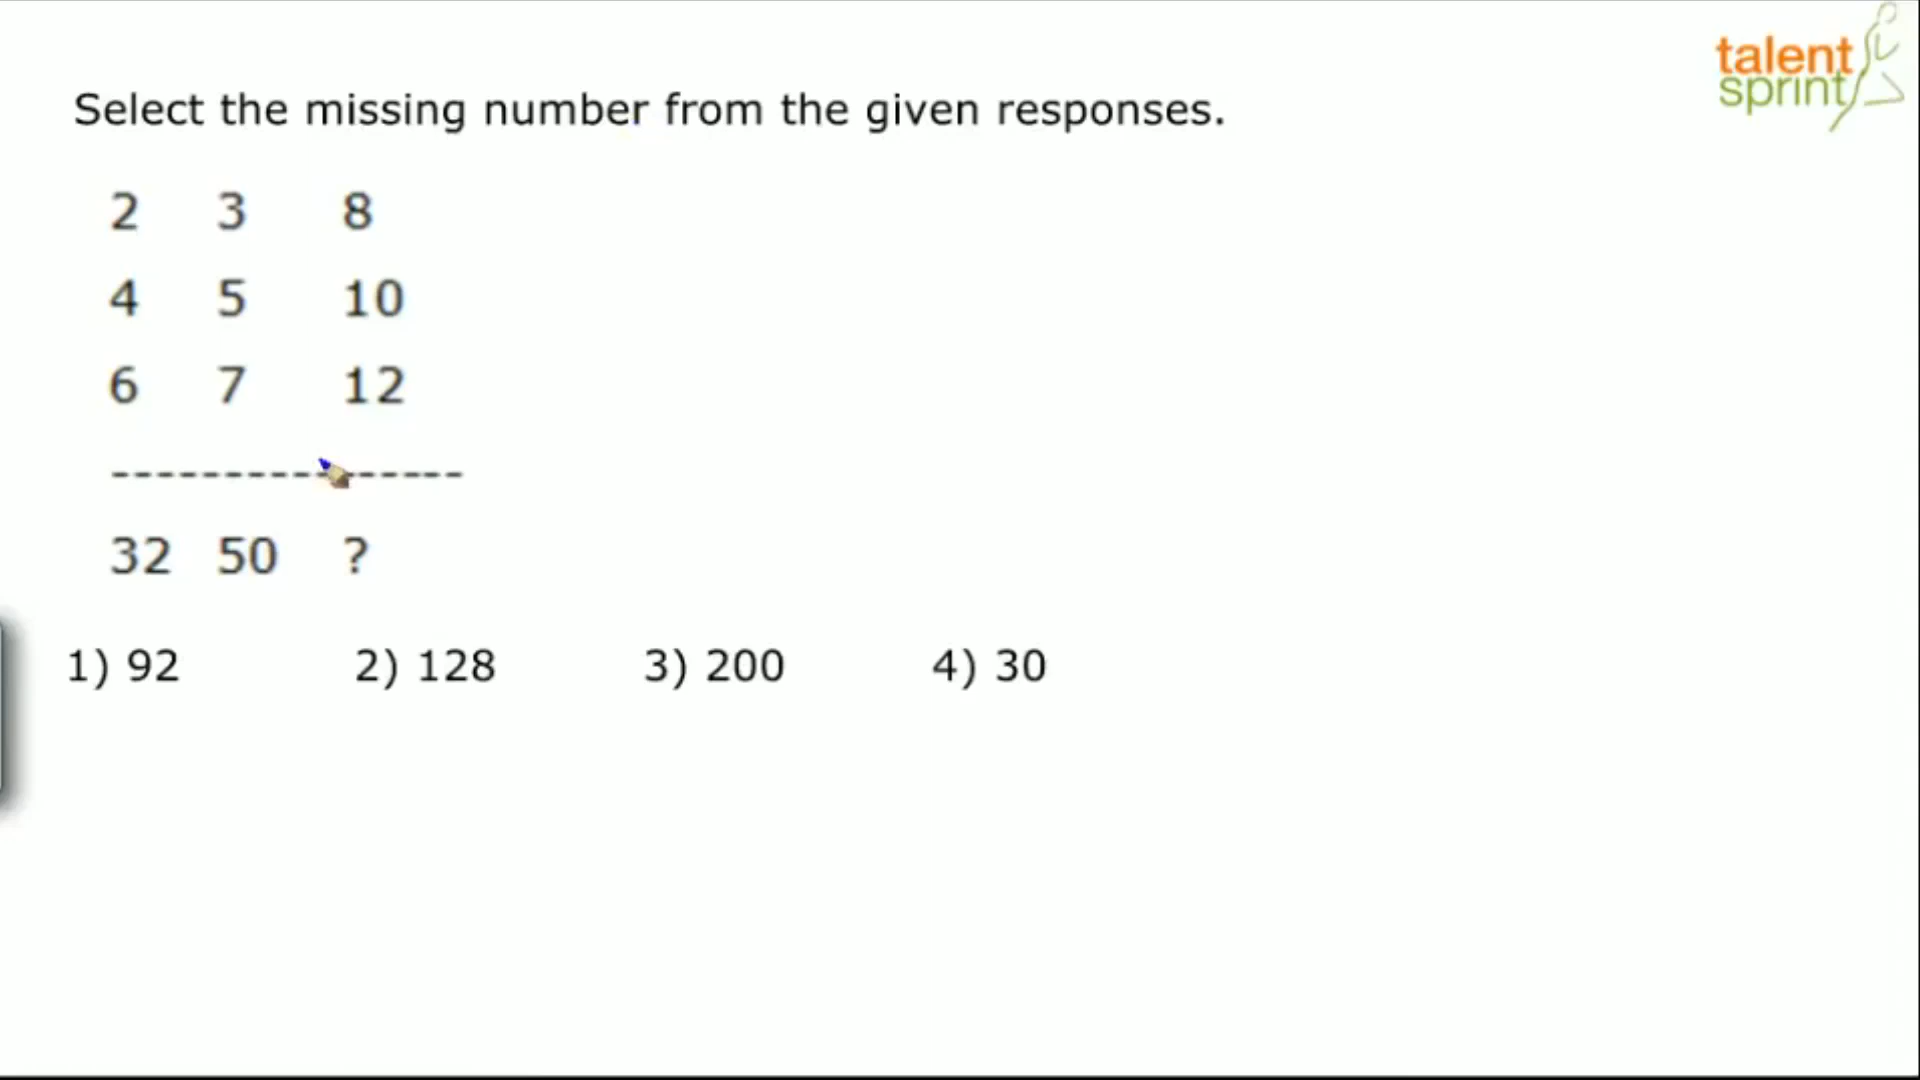 talent
sprint
Select the missing number from the given responses.
2 3 8
4 5 10
6 7 12
----------------
32 50 ?
1) 92 2) 128 3) 200 4) 30